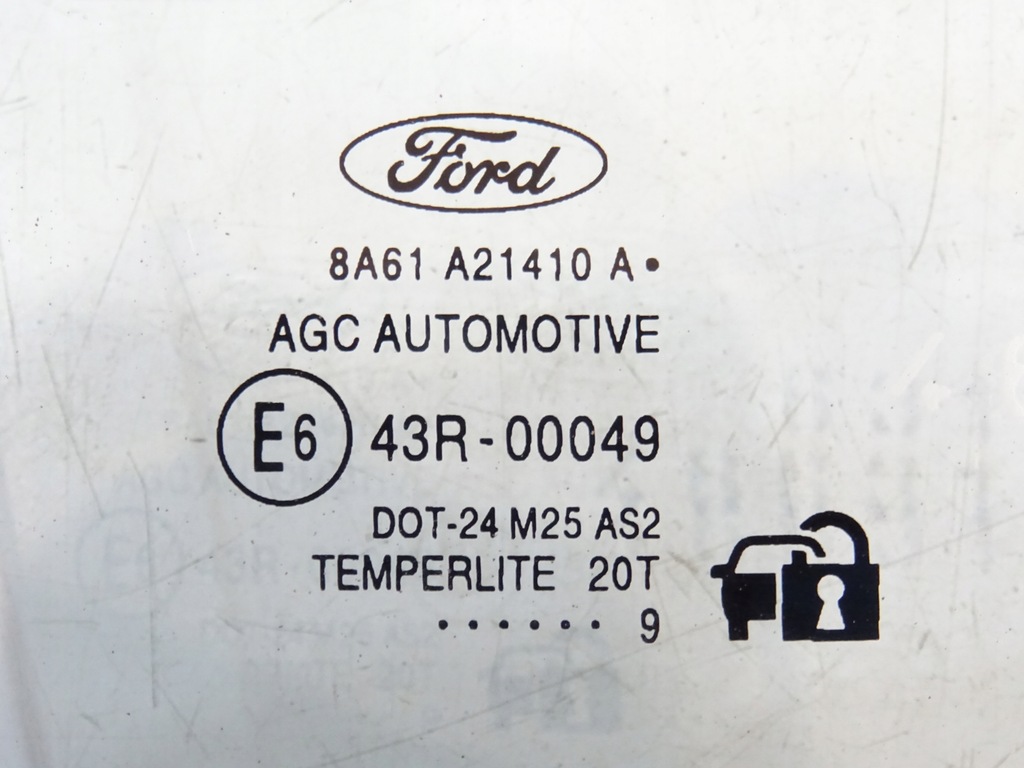 Ford
8A61 A21410 A•
AGC AUTOMOTIVE
E6 43R-00049
DOT-24 M25 AS2
TEMPERLITE 20T
...... 9